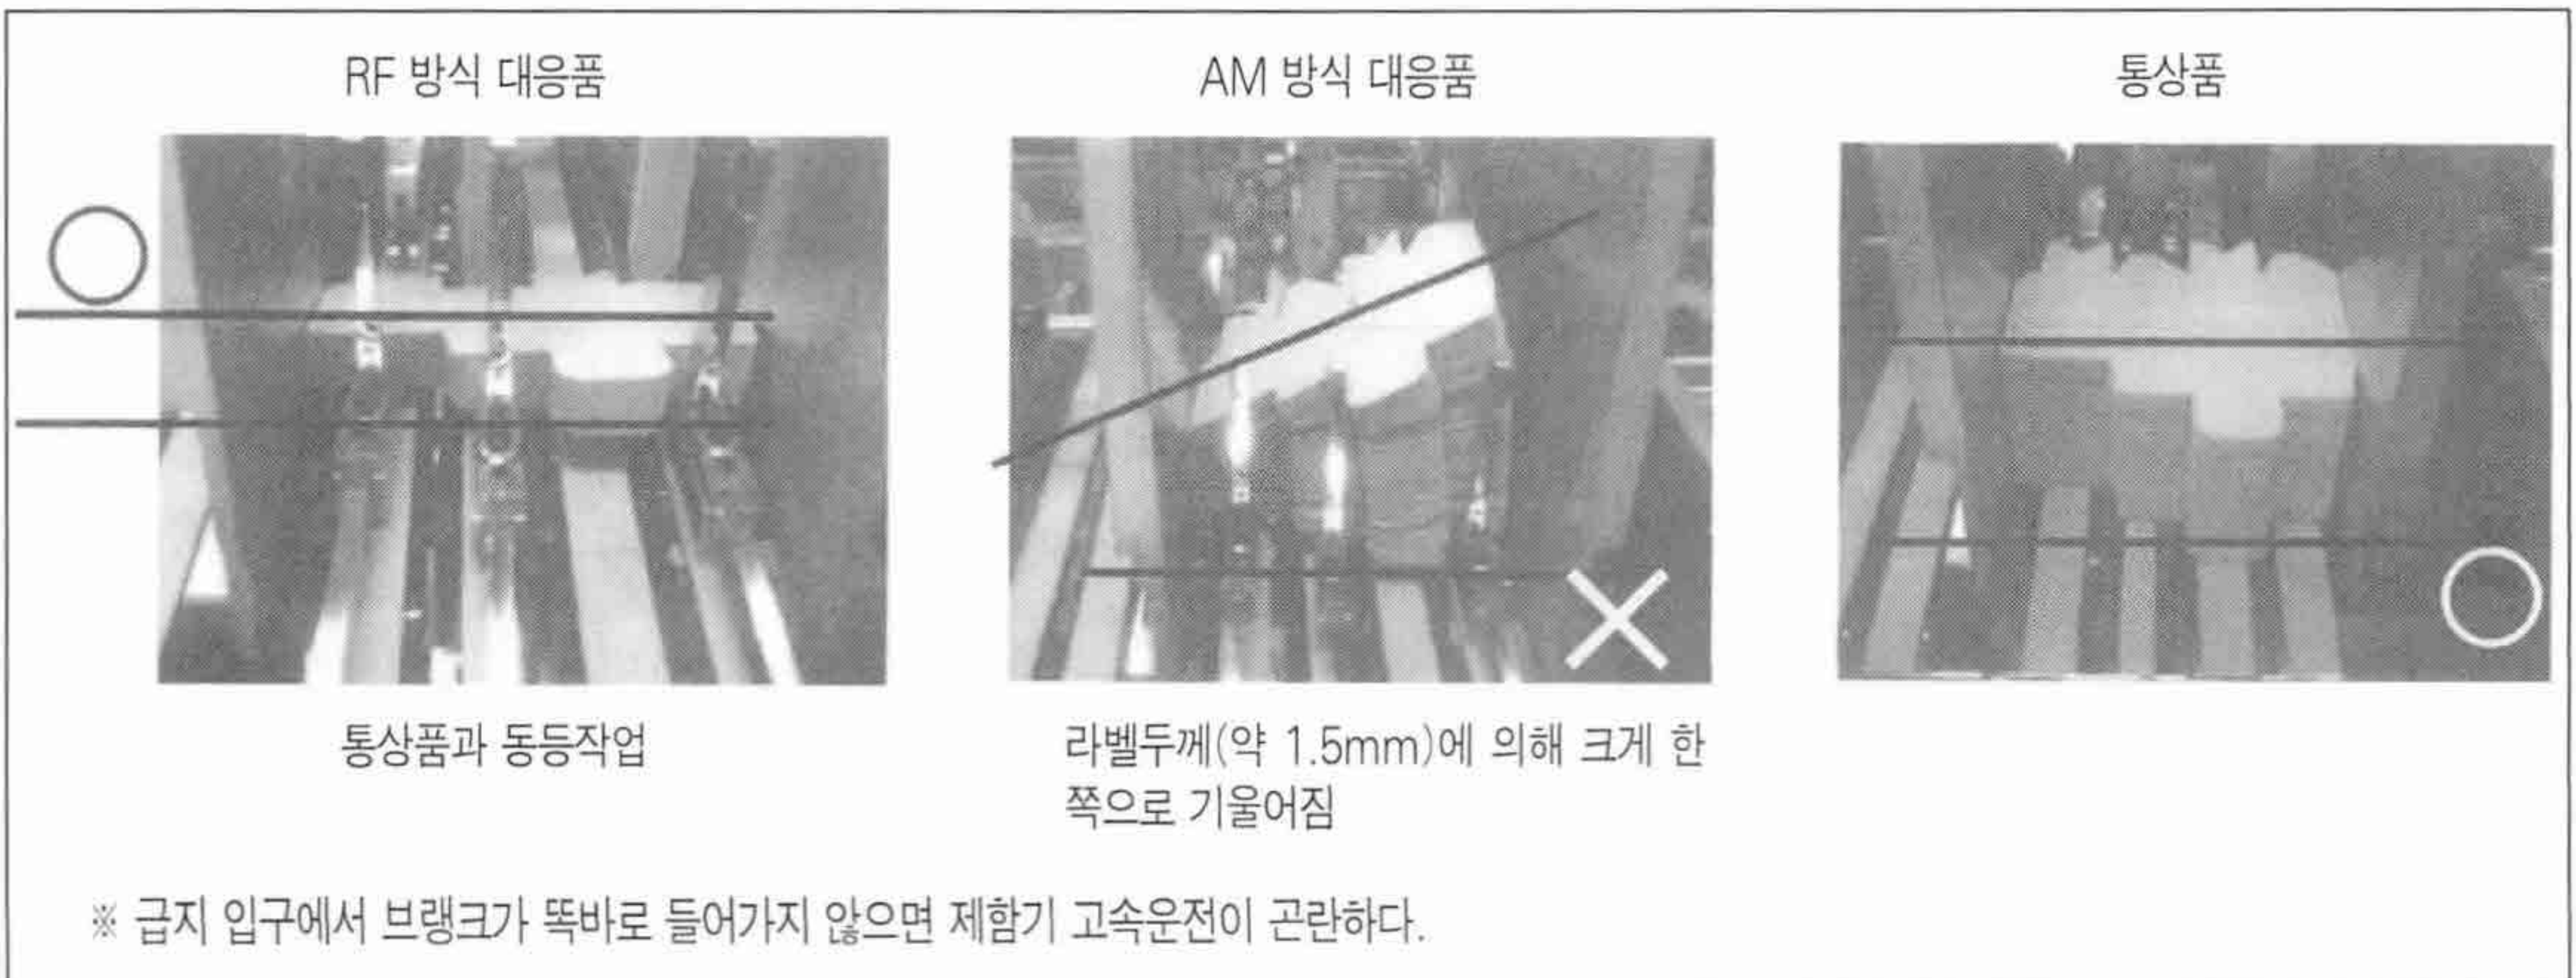 RF 방식 대응품
AM 방식 대응품
통상품
통상품과 동등작업
라벨두께(약 1.5mm)에 의해 크게 한
쪽으로 기울어짐
※ 급지 입구에서 브랭크가 똑바로 들어가지 않으면 제함기 고속운전이 곤란하다.